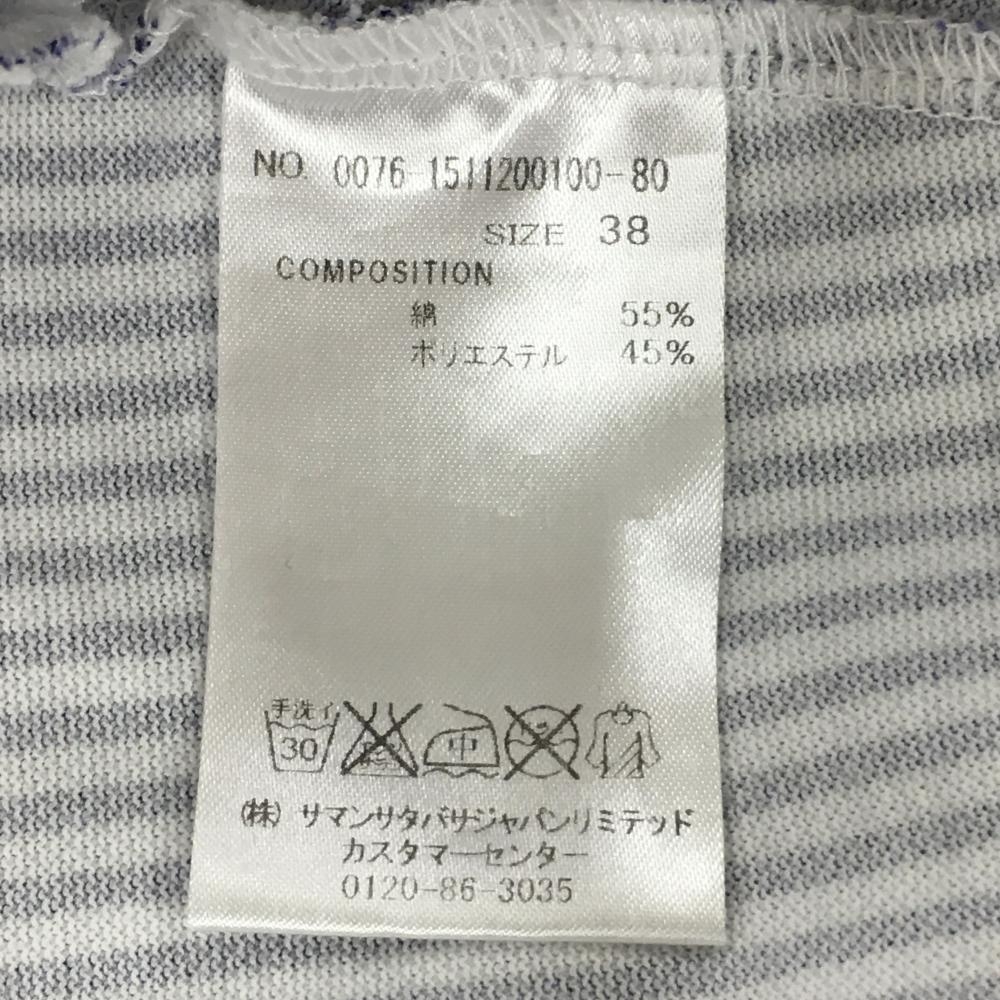 NO. 0076-1511200100-80
SIZE 38
COMPOSITION
綿 55%
ポリエステル 45%
手洗イ
30
中
㈱ サマンサタバサジャパンリミテッド
カスタマーセンター
0120-86-3035